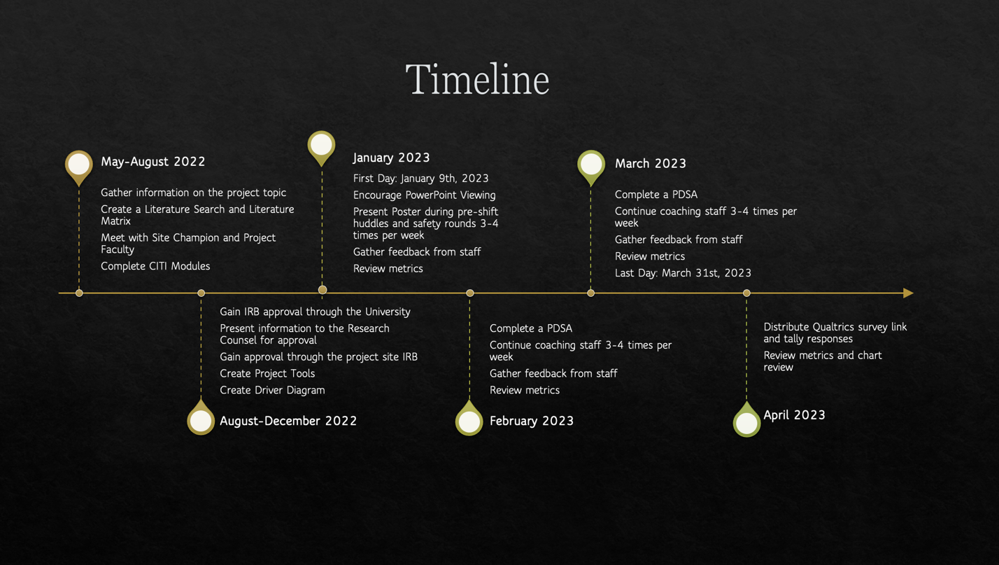 Timeline
May-August 2022
Gather information on the project topic
Create a Literature Search and Literature
Matrix
Meet with Site Champion and Project
Faculty
Complete CITI Modules
Gain IRB approval through the University
Present information to the Research
Counsel for approval
Gain approval through the project site IRB
Create Project Tools
Create Driver Diagram
August-December 2022
January 2023
First Day: January 9th, 2023
Encourage PowerPoint Viewing
Present Poster during pre-shift
huddles and safety rounds 3-4
times per week
Gather feedback from staff
Review metrics
Complete a PDSA
Continue coaching staff 3-4 times per
week
Gather feedback from staff
Review metrics
February 2023
March 2023
Complete a PDSA
Continue coaching staff 3-4 times per
week
Gather feedback from staff
Review metrics
Last Day: March 31st, 2023
Distribute Qualtrics survey link
and tally responses
Review metrics and chart
review
April 2023